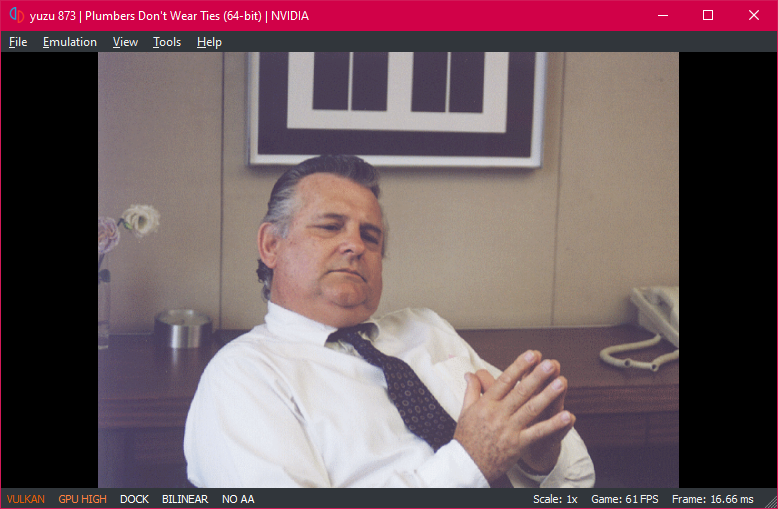 yuzu 873 | Plumbers Don't Wear Ties (64-bit) | NVIDIA
File Emulation View Tools Help
VULKAN GPU HIGH DOCK BILINEAR NO AA Scale: 1x Game: 61 FPS Frame: 16.66 ms